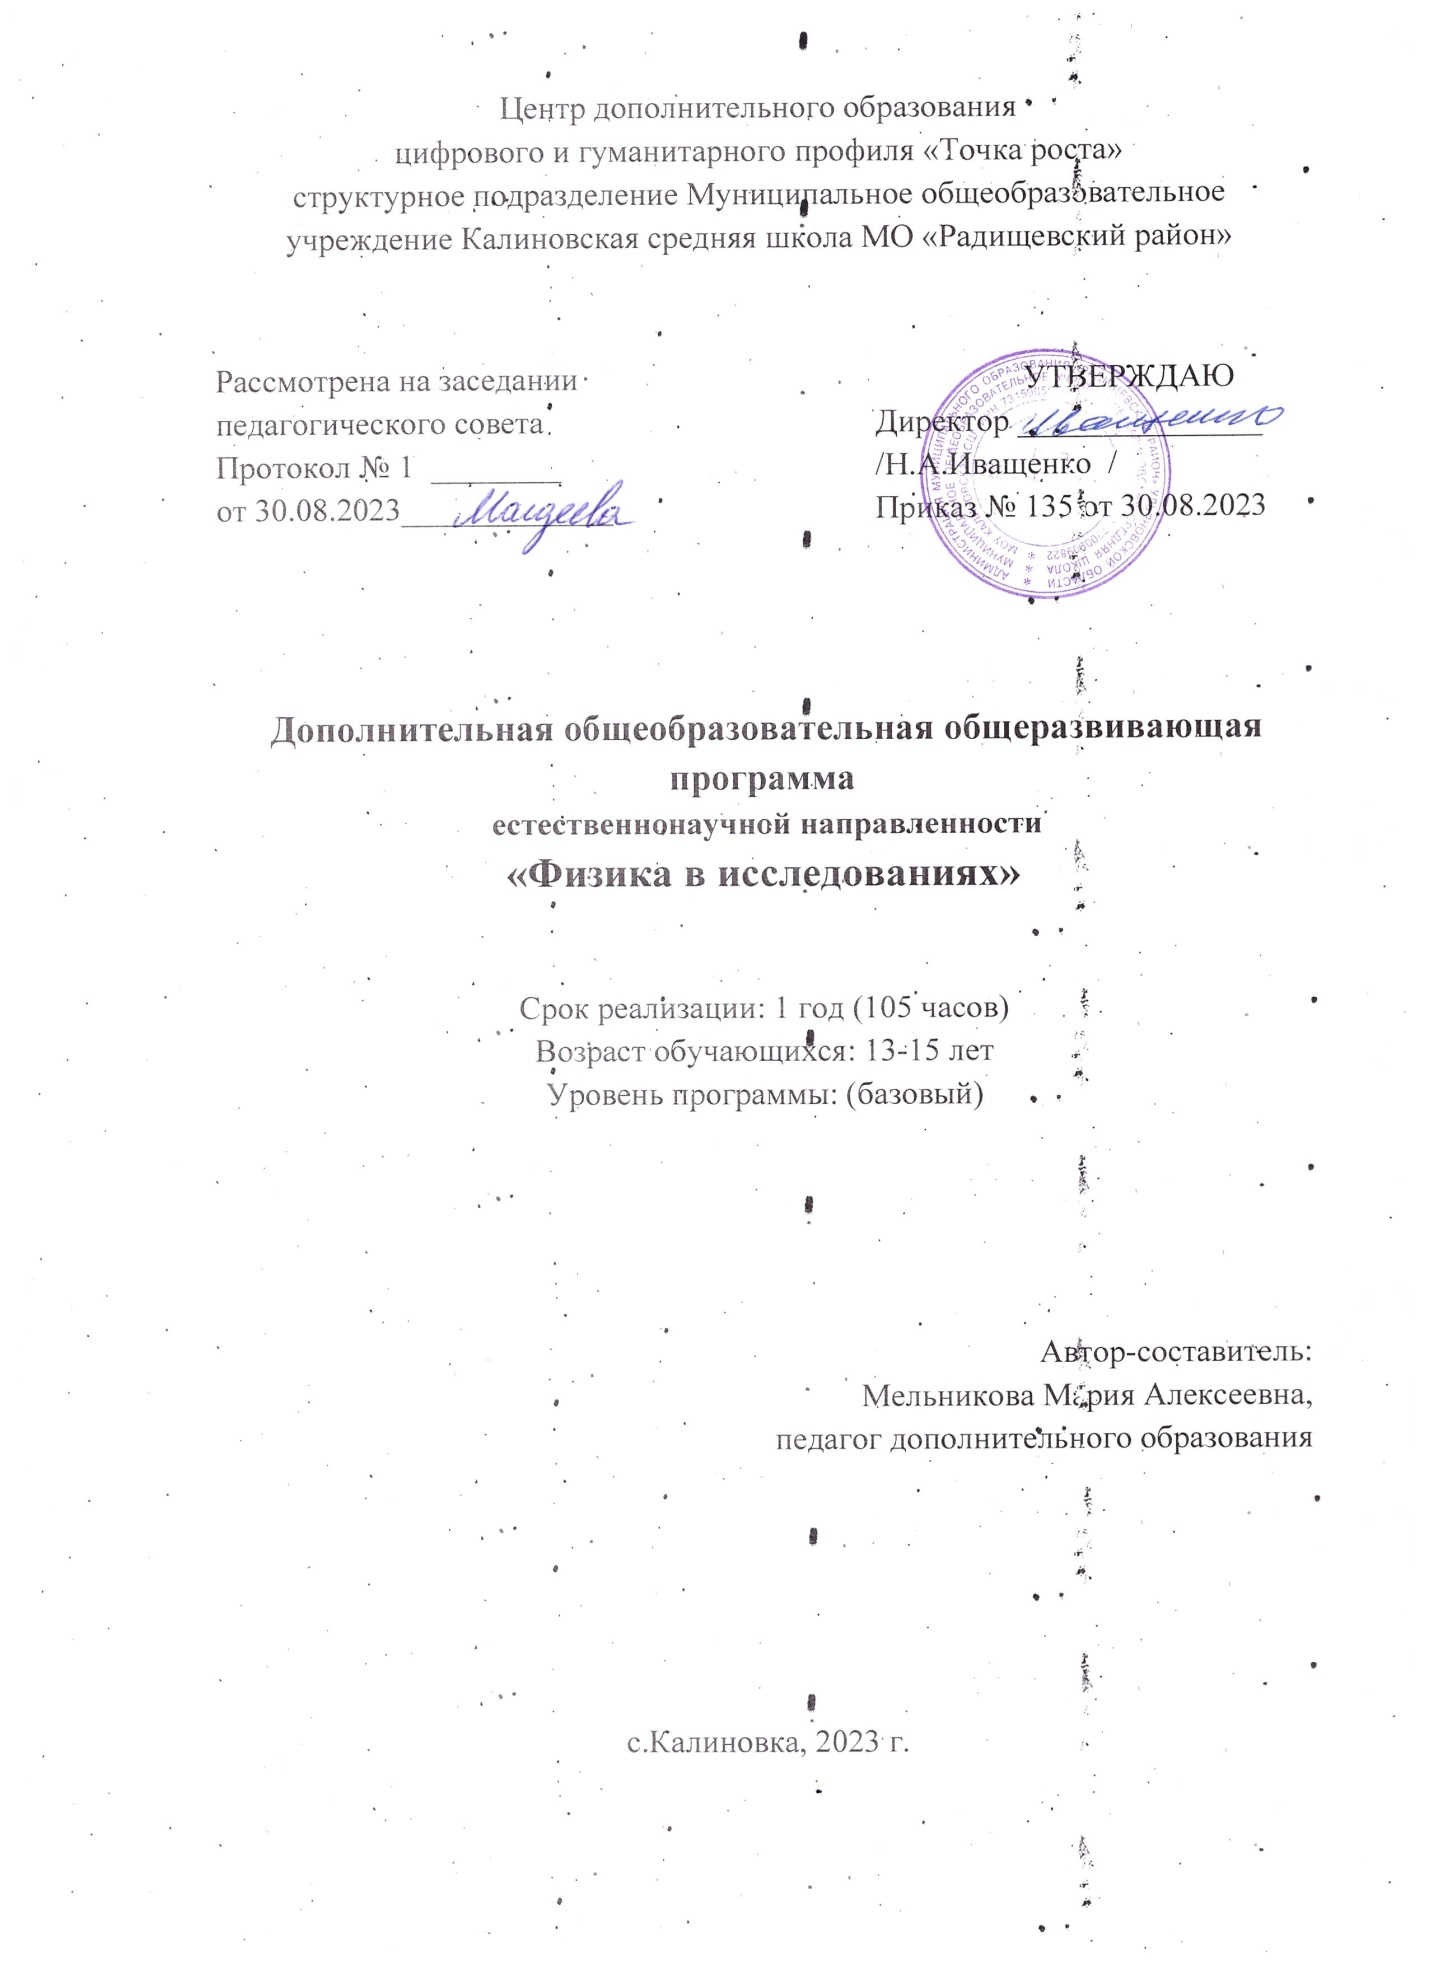 Центр дополнительного образования
цифрового и гуманитарного профиля «Точка роста»
структурное подразделение Муниципальное общеобразовательное
учреждение Калиновская средняя школа МО «Радищевский район»
Рассмотрена на заседании
педагогического совета.
Протокол № 1 ________
от 30.08.2023____________
УТВЕРЖДАЮ
Директор Иващенко
/Н.А.Иващенко /
Приказ № 135 от 30.08.2023
Дополнительная общеобразовательная общеразвивающая
программа
естественнонаучной направленности
«Физика в исследованиях»
Срок реализации: 1 год (105 часов)
Возраст обучающихся: 13-15 лет
Уровень программы: (базовый)
Автор-составитель:
Мельникова Мария Алексеевна,
педагог дополнительного образования
с.Калиновка, 2023 г.